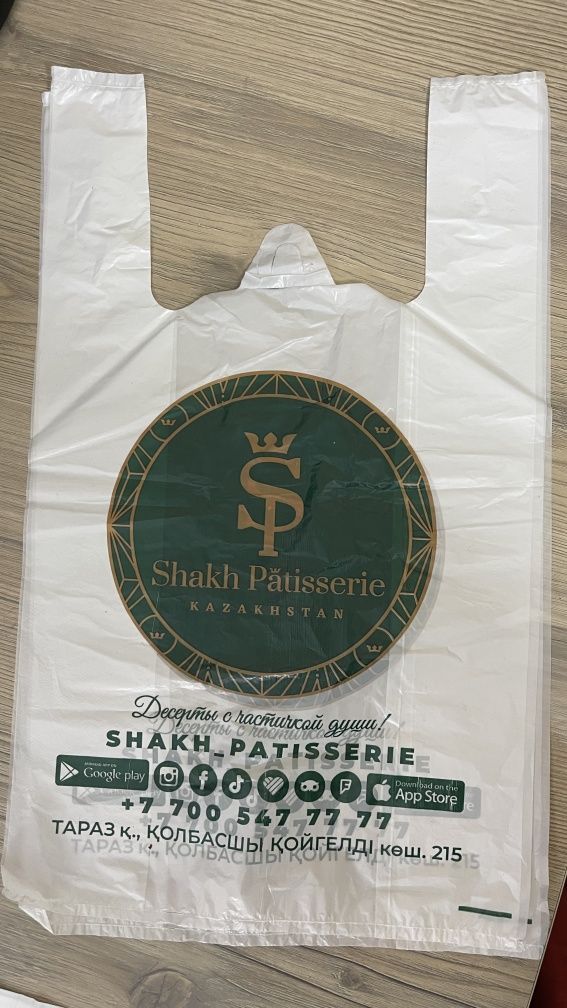 SP
Shakh Pâtisserie
KAZAKHSTAN
Десерты с частичкой души!
SHAKH_PATISSERIE
Google play
Download on the
App Store
+7 700 547 77 77
ТАРАЗ қ., ҚОЛБАСШЫ ҚОЙГЕЛДІ көш. 215